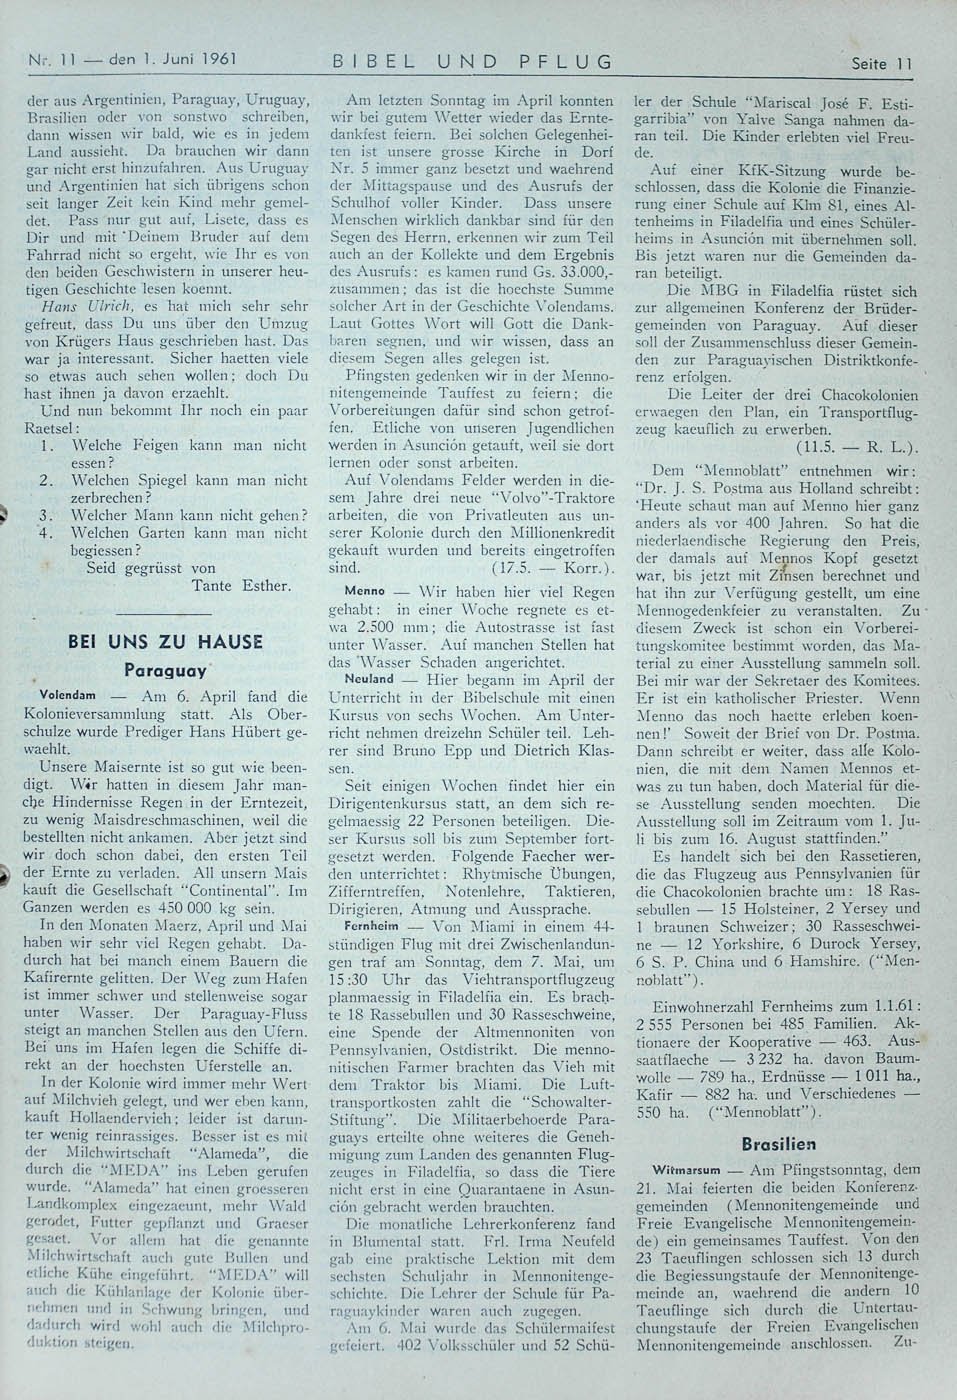 Nr. 11 — den 1. Juni 1961
BIBEL UND PFLUG
Seite 11
der aus Argentinien, Paraguay, Uruguay,
Brasilien oder von sonstwo schreiben,
dann wissen wir bald, wie es in jedem
Land aussieht. Da brauchen wir dann
gar nicht erst hinzufahren. Aus Uruguay
und Argentinien hat sich übrigens schon
seit langer Zeit kein Kind mehr gemel-
det. Pass nur gut auf, Lisete, dass es
Dir und mit Deinem Bruder auf dem
Fahrrad nicht so ergeht, wie Ihr es von
den beiden Geschwistern in unserer heu-
tigen Geschichte lesen koennt.
Hans Ulrich, es hat mich sehr sehr
gefreut, dass Du uns über den Umzug
von Krügers Haus geschrieben hast. Das
war ja interessant. Sicher haetten viele
so etwas auch sehen wollen; doch Du
hast ihnen ja davon erzaehlt.
Und nun bekommt Ihr noch ein paar
Raetsel:
1. Welche Feigen kann man nicht
essen?
2. Welchen Spiegel kann man nicht
zerbrechen?
3. Welcher Mann kann nicht gehen?
4. Welchen Garten kann man nicht
begiessen?
Seid gegrüsst von
Tante Esther.
BEI UNS ZU HAUSE
Paraguay
Volendam — Am 6. April fand die
Kolonieversammlung statt. Als Ober-
schulze wurde Prediger Hans Hübert ge-
waehlt.
Unsere Maisernte ist so gut wie been-
digt. Wir hatten in diesem Jahr man-
che Hindernisse Regen in der Erntezeit,
zu wenig Maisdreschmaschinen, weil die
bestellten nicht ankamen. Aber jetzt sind
wir doch schon dabei, den ersten Teil
der Ernte zu verladen. All unsern Mais
kauft die Gesellschaft “Continental”. Im
Ganzen werden es 450 000 kg sein.
In den Monaten Maerz, April und Mai
haben wir sehr viel Regen gehabt. Da-
durch hat bei manch einem Bauern die
Kafirernte gelitten. Der Weg zum Hafen
ist immer schwer und stellenweise sogar
unter Wasser. Der Paraguay-Fluss
steigt an manchen Stellen aus den Ufern.
Bei uns im Hafen legen die Schiffe di-
rekt an der hoechsten Uferstelle an.
In der Kolonie wird immer mehr Wert
auf Milchvieh gelegt, und wer eben kann,
kauft Hollaendervieh; leider ist darun-
ter wenig reinrassiges. Besser ist es mit
der Milchwirtschaft “Alameda”, die
durch die “MEDA” ins Leben gerufen
wurde. “Alameda” hat einen groesseren
Landkomplex eingezaeunt, mehr Wald
gerodet, Futter gepflanzt und Graeser
gesaet. Vor allem hat die genannte
Milchwirtschaft auch gute Bullen und
etliche Kühe eingeführt. “MEDA” will
auch die Kühlanlage der Kolonie über-
nehmen und in Schwung bringen, und
dadurch wird wohl auch die Milchpro-
duktion steigen.
Am letzten Sonntag im April konnten
wir bei gutem Wetter wieder das Ernte-
dankfest feiern. Bei solchen Gelegenhei-
ten ist unsere grosse Kirche in Dorf
Nr. 5 immer ganz besetzt und waehrend
der Mittagspause und des Ausrufs der
Schulhof voller Kinder. Dass unsere
Menschen wirklich dankbar sind für den
Segen des Herrn, erkennen wir zum Teil
auch an der Kollekte und dem Ergebnis
des Ausrufs: es kamen rund Gs. 33.000,-
zusammen; das ist die hoechste Summe
solcher Art in der Geschichte Volendams.
Laut Gottes Wort will Gott die Dank-
baren segnen, und wir wissen, dass an
diesem Segen alles gelegen ist.
Pfingsten gedenken wir in der Menno-
nitengemeinde Tauffest zu feiern; die
Vorbereitungen dafür sind schon getrof-
fen. Etliche von unseren Jugendlichen
werden in Asunción getauft, weil sie dort
lernen oder sonst arbeiten.
Auf Volendams Felder werden in die-
sem Jahre drei neue “Volvo”-Traktore
arbeiten, die von Privatleuten aus un-
serer Kolonie durch den Millionenkredit
gekauft wurden und bereits eingetroffen
sind. (17.5. — Korr.).
Menno — Wir haben hier viel Regen
gehabt: in einer Woche regnete es et-
wa 2.500 mm; die Autostrasse ist fast
unter Wasser. Auf manchen Stellen hat
das Wasser Schaden angerichtet.
Neuland — Hier begann im April der
Unterricht in der Bibelschule mit einen
Kursus von sechs Wochen. Am Unter-
richt nehmen dreizehn Schüler teil. Leh-
rer sind Bruno Epp und Dietrich Klas-
sen.
Seit einigen Wochen findet hier ein
Dirigentenkursus statt, an dem sich re-
gelmaessig 22 Personen beteiligen. Die-
ser Kursus soll bis zum September fort-
gesetzt werden. Folgende Faecher wer-
den unterrichtet: Rhytmische Übungen,
Zifferntreffen, Notenlehre, Taktieren,
Dirigieren, Atmung und Aussprache.
Fernheim — Von Miami in einem 44-
stündigen Flug mit drei Zwischenlandun-
gen traf am Sonntag, dem 7. Mai, um
15:30 Uhr das Viehtransportflugzeug
planmaessig in Filadelfia ein. Es brach-
te 18 Rassebullen und 30 Rasseschweine,
eine Spende der Altmennoniten von
Pennsylvanien, Ostdistrikt. Die menno-
nitischen Farmer brachten das Vieh mit
dem Traktor bis Miami. Die Luft-
transportkosten zahlt die “Schowalter-
Stiftung”. Die Militaerbehoerde Para-
guays erteilte ohne weiteres die Geneh-
migung zum Landen des genannten Flug-
zeuges in Filadelfia, so dass die Tiere
nicht erst in eine Quarantaene in Asun-
ción gebracht werden brauchten.
Die monatliche Lehrerkonferenz fand
in Blumental statt. Frl. Irma Neufeld
gab eine praktische Lektion mit dem
sechsten Schuljahr in Mennonitenge-
schichte. Die Lehrer der Schule für Pa-
raguaykinder waren auch zugegen.
Am 6. Mai wurde das Schülermaifest
gefeiert. 402 Volksschüler und 52 Schü-
ler der Schule “Mariscal José F. Esti-
garribia” von Yalve Sanga nahmen da-
ran teil. Die Kinder erlebten viel Freu-
de.
Auf einer KfK-Sitzung wurde be-
schlossen, dass die Kolonie die Finanzie-
rung einer Schule auf Klm 81, eines Al-
tenheims in Filadelfia und eines Schüler-
heims in Asunción mit übernehmen soll.
Bis jetzt waren nur die Gemeinden da-
ran beteiligt.
Die MBG in Filadelfia rüstet sich
zur allgemeinen Konferenz der Brüder-
gemeinden von Paraguay. Auf dieser
soll der Zusammenschluss dieser Gemein-
den zur Paraguayischen Distriktkonfe-
renz erfolgen.
Die Leiter der drei Chacokolonien
erwaegen den Plan, ein Transportflug-
zeug kaeuflich zu erwerben.
(11.5. — R. L.).
Dem “Mennoblatt” entnehmen wir:
“Dr. J. S. Postma aus Holland schreibt:
‘Heute schaut man auf Menno hier ganz
anders als vor 400 Jahren. So hat die
niederlaendische Regierung den Preis,
der damals auf Mennos Kopf gesetzt
war, bis jetzt mit Zinsen berechnet und
hat ihn zur Verfügung gestellt, um eine
Mennogedenkfeier zu veranstalten. Zu
diesem Zweck ist schon ein Vorberei-
tungskomitee bestimmt worden, das Ma-
terial zu einer Ausstellung sammeln soll.
Bei mir war der Sekretaer des Komitees.
Er ist ein katholischer Priester. Wenn
Menno das noch haette erleben koen-
nen!’ Soweit der Brief von Dr. Postma.
Dann schreibt er weiter, dass alle Kolo-
nien, die mit dem Namen Mennos et-
was zu tun haben, doch Material für die-
se Ausstellung senden moechten. Die
Ausstellung soll im Zeitraum vom 1. Ju-
li bis zum 16. August stattfinden.”
Es handelt sich bei den Rassetieren,
die das Flugzeug aus Pennsylvanien für
die Chacokolonien brachte um: 18 Ras-
sebullen — 15 Holsteiner, 2 Yersey und
1 braunen Schweizer; 30 Rasseschwei-
ne — 12 Yorkshire, 6 Durock Yersey,
6 S. P. China und 6 Hamshire. (“Men-
noblatt”).
Einwohnerzahl Fernheims zum 1.1.61:
2 555 Personen bei 485 Familien. Ak-
tionaere der Kooperative — 463. Aus-
saatflaeche — 3 232 ha. davon Baum-
wolle — 789 ha., Erdnüsse — 1 011 ha.,
Kafir — 882 ha. und Verschiedenes —
550 ha. (“Mennoblatt”).
Brasilien
Witmarsum — Am Pfingstsonntag, dem
21. Mai feierten die beiden Konferenz-
gemeinden (Mennonitengemeinde und
Freie Evangelische Mennonitengemein-
de) ein gemeinsames Tauffest. Von den
23 Taeuflingen schlossen sich 13 durch
die Begiessungstaufe der Mennonitenge-
meinde an, waehrend die andern 10
Taeuflinge sich durch die Untertau-
chungstaufe der Freien Evangelischen
Mennonitengemeinde anschlossen. Zu-